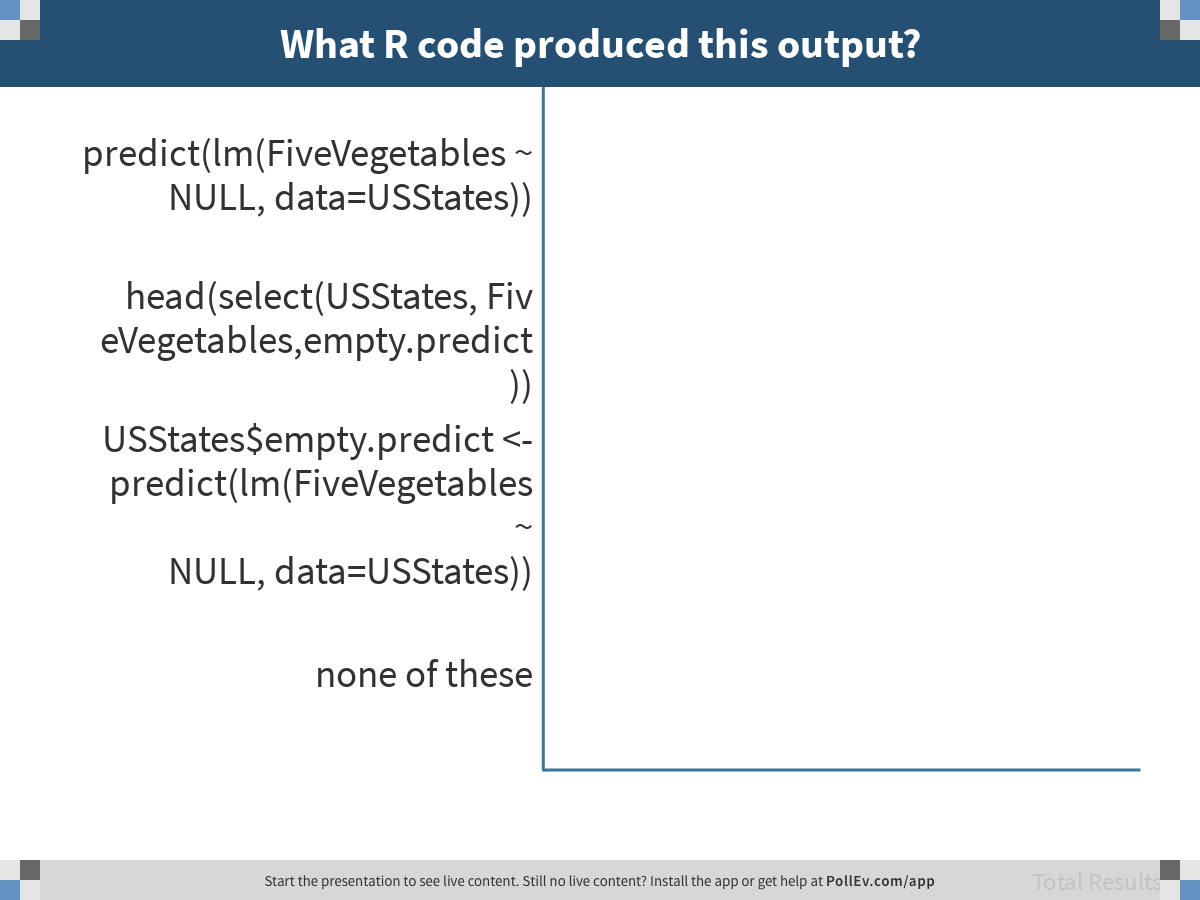 What R code produced this output?
predict(lm(FiveVegetables ~
NULL, data=USStates))
head(select(USStates, Fiv
eVegetables,empty.predict
))
USStates$empty.predict <-
predict(lm(FiveVegetables
~
NULL, data=USStates))
none of these
Start the presentation to see live content. Still no live content? Install the app or get help at PollEv.com/app
Total Results